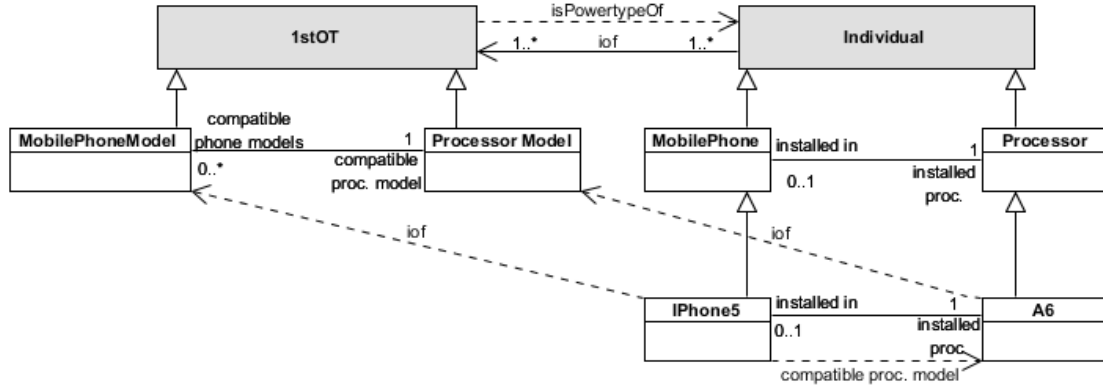 isPowertypeOf
1stOT
Individual
1..*
iof
1..*
MobilePhoneModel
compatible
phone models
0..*
1
compatible
proc. model
Processor Model
MobilePhone
installed in
0..1
1
installed
proc.
Processor
iof
iof
IPhone5
installed in
0..1
1
installed
proc.
A6
compatible proc. model